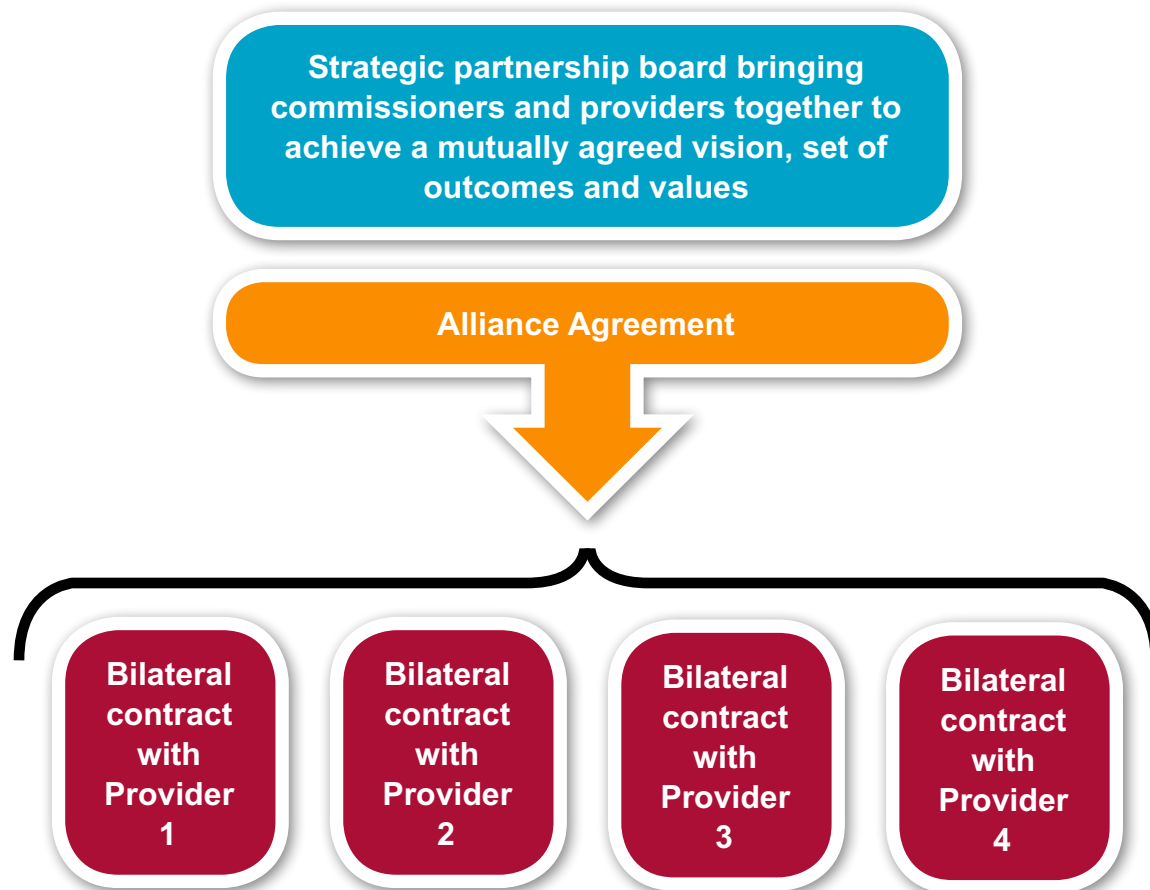 Strategic partnership board bringing
commissioners and providers together to
achieve a mutually agreed vision, set of
outcomes and values
Alliance Agreement
Bilateral
contract
with
Provider
1
Bilateral
contract
with
Provider
2
Bilateral
contract
with
Provider
3
Bilateral
contract
with
Provider
4